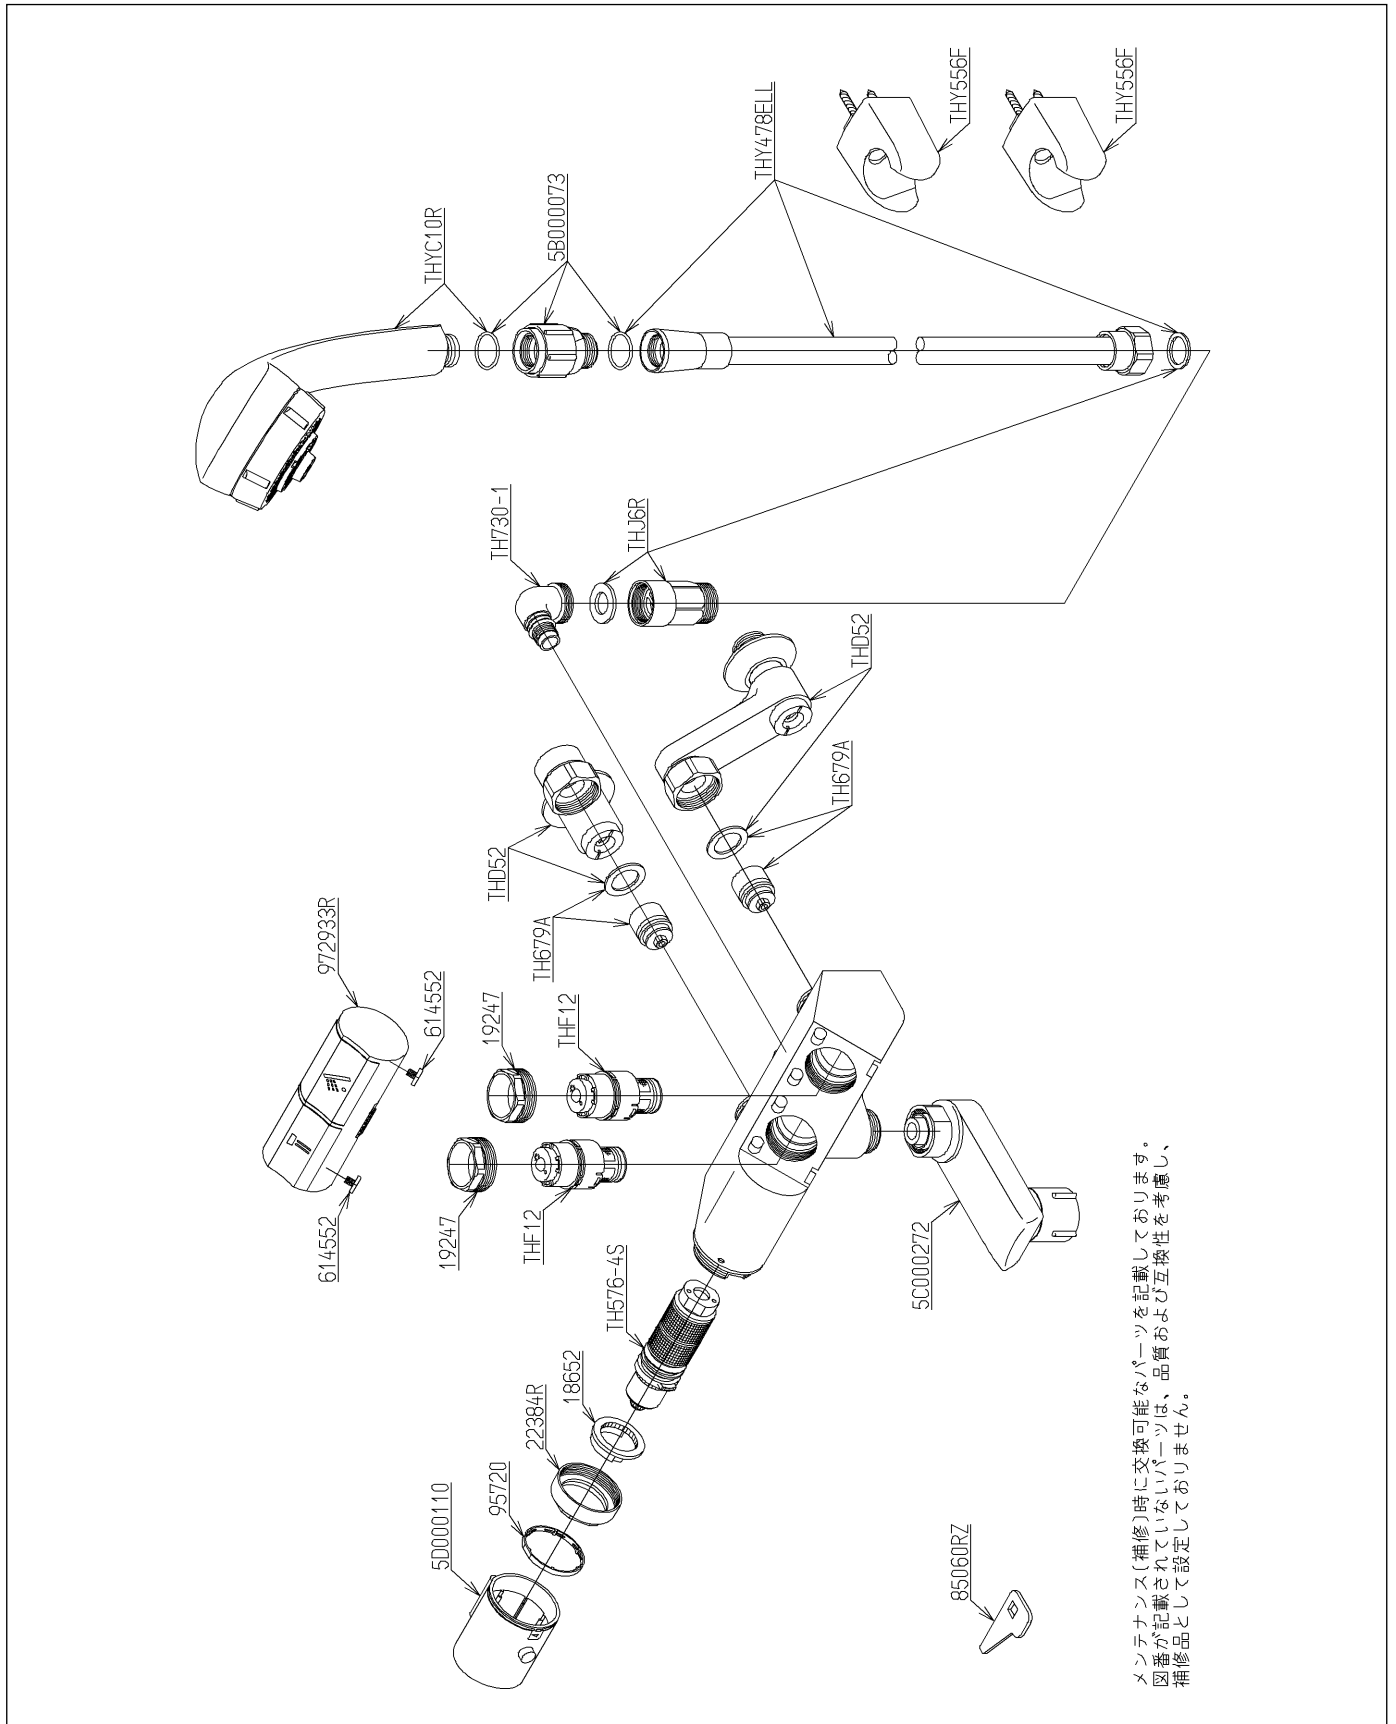 THY556F
THY556F
THY478ELL
5B000073
THYC10R
TH730-1
THJ6R
THD52
TH679A
THD52
TH679A
972933R
614552
614552
19247
THF12
19247
THF12
TH576-4S
18652
22384R
95720
5D000110
5C000272
85060RZ
メンテナンス(補修)時に交換可能なパーツを記載しております。
図番が記載されていないパーツは、品質および互換性を考慮し、
補修品として設定しておりません。